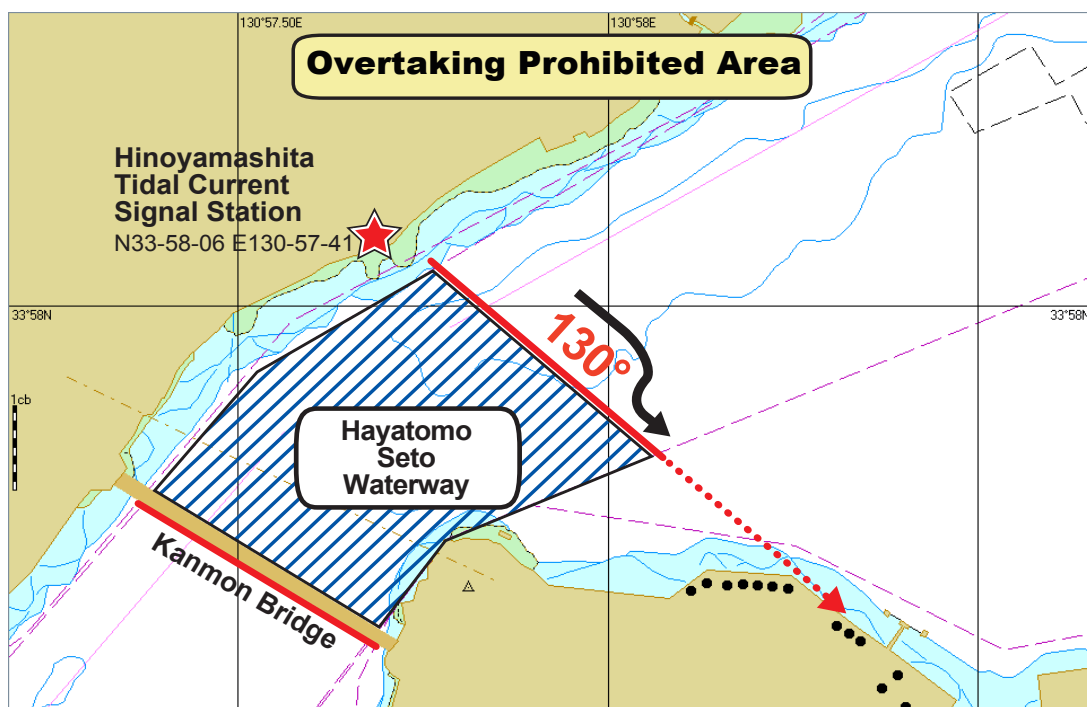 130°57.50E
130°58E
Overtaking Prohibited Area
Hinoyamashita
Tidal Current
Signal Station
N33-58-06 E130-57-41
33°58N
33°58N
130°
1cb
Hayatomo
Seto
Waterway
Kanmon Bridge